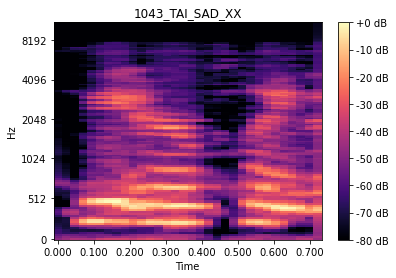 1043_TAI_SAD_XX
8192
4096
2048
1024
512
0
Hz
0.000 0.100 0.200 0.300 0.400 0.500 0.600 0.700
Time
+0 dB
-10 dB
-20 dB
-30 dB
-40 dB
-50 dB
-60 dB
-70 dB
-80 dB